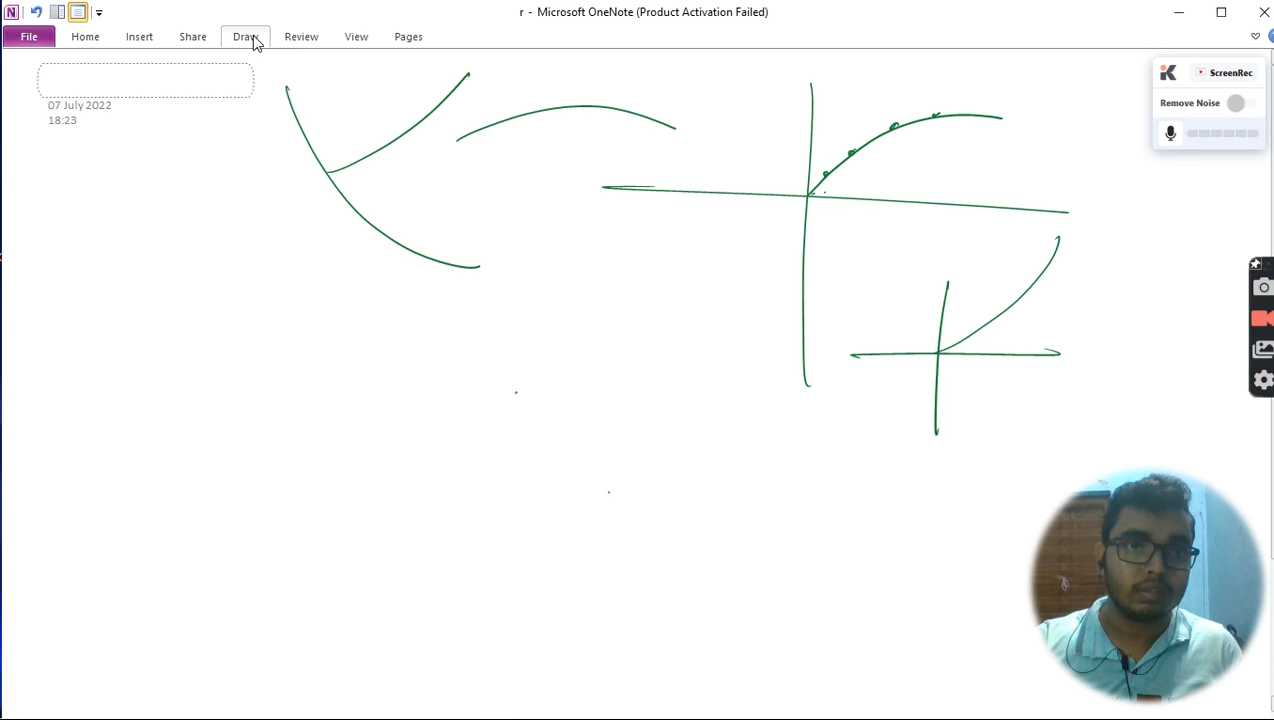 r - Microsoft OneNote (Product Activation Failed)
File Home Insert Share Draw Review View Pages
ScreenRec
Remove Noise
07 July 2022
18:23